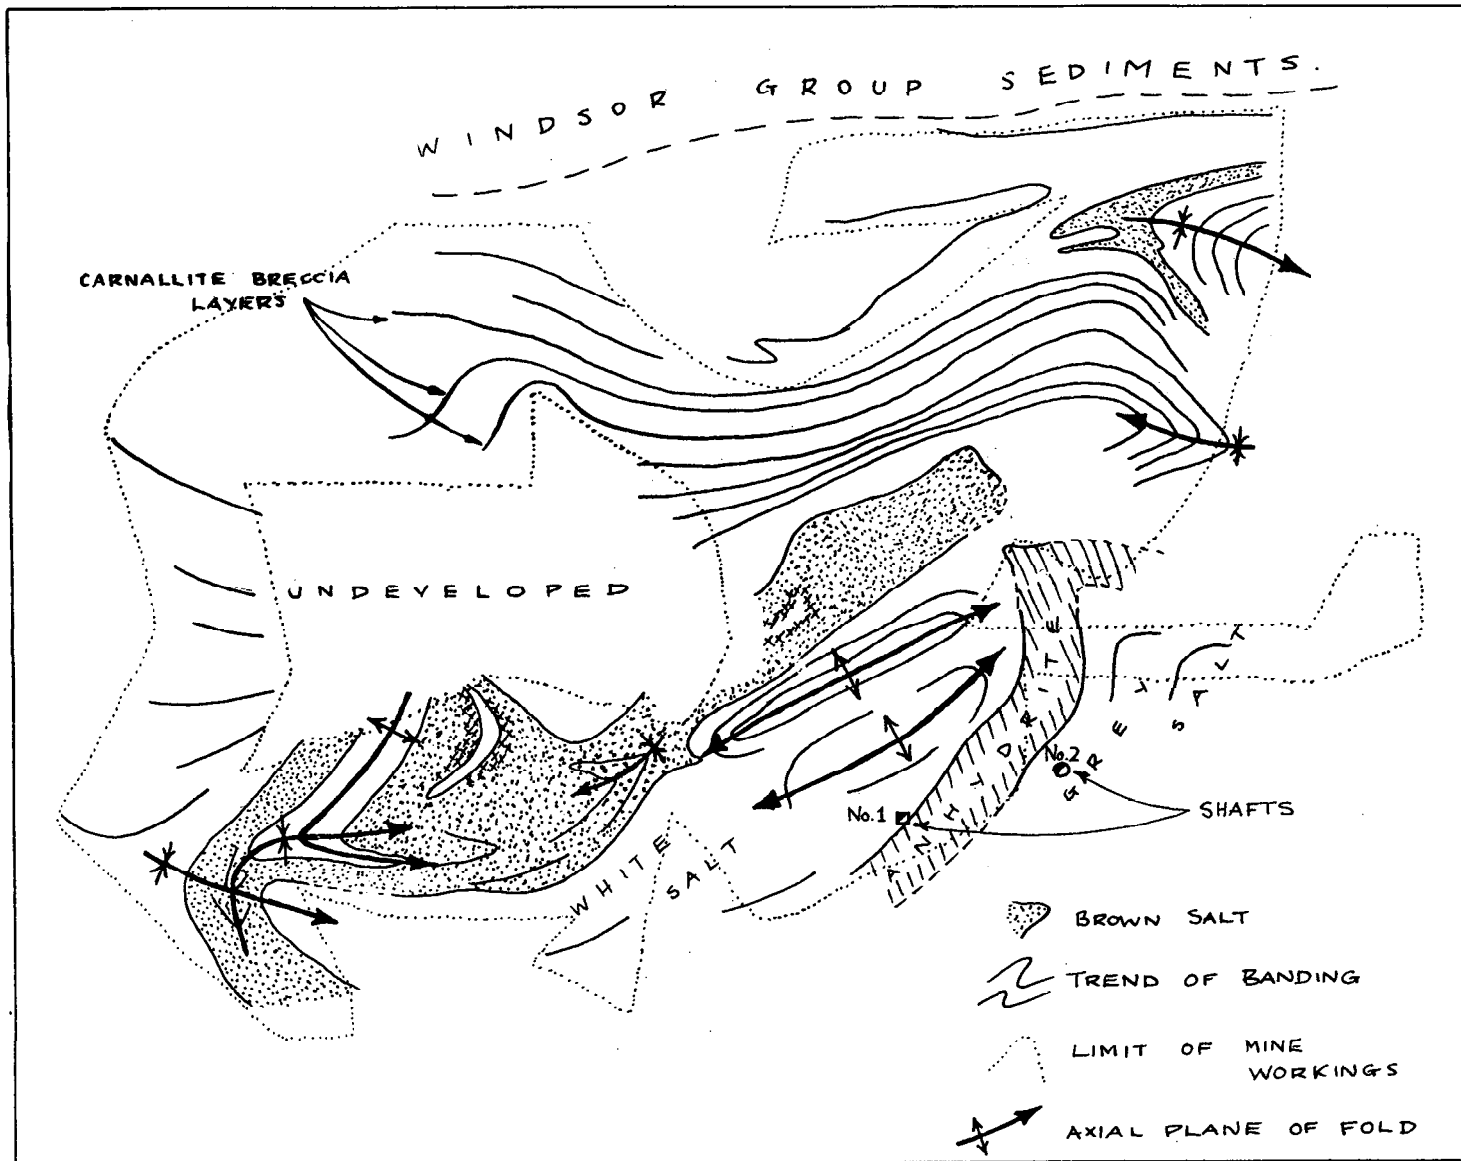 WINDSOR GROUP SEDIMENTS.
CARNALLITE BRECCIA
LAYERS
UNDEVELOPED
ANHYDRITE
GREY SALT
No.2
No.1
SHAFTS
WHITE
SALT
BROWN SALT
TREND OF BANDING
LIMIT OF MINE
WORKINGS
AXIAL PLANE OF FOLD